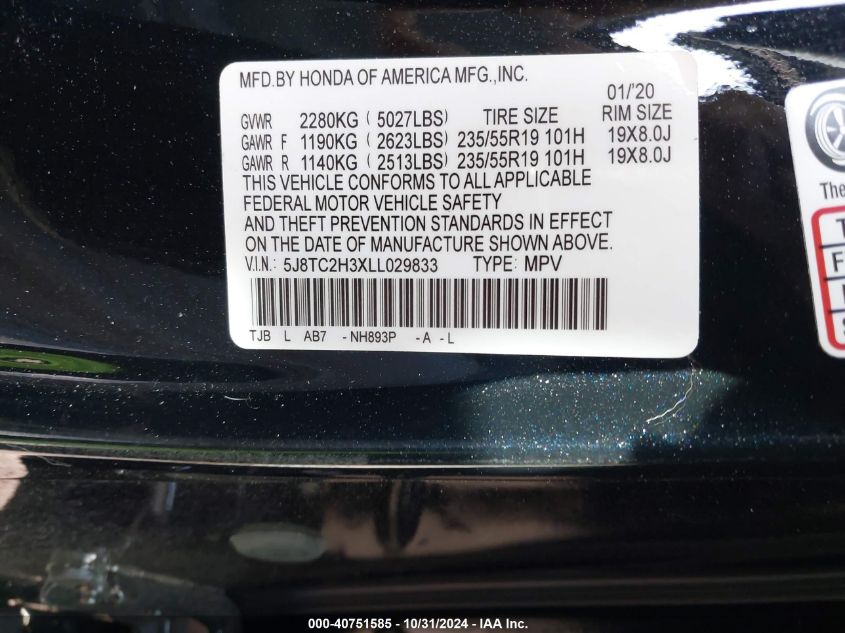 MFD.BY HONDA OF AMERICA MFG.,INC.
01/'20
GVWR 2280KG (5027LBS) TIRE SIZE RIM SIZE
GAWR F 1190KG (2623LBS) 235/55R19 101H 19X8.0J
GAWR R 1140KG (2513LBS) 235/55R19 101H 19X8.0J
THIS VEHICLE CONFORMS TO ALL APPLICABLE
FEDERAL MOTOR VEHICLE SAFETY
AND THEFT PREVENTION STANDARDS IN EFFECT
ON THE DATE OF MANUFACTURE SHOWN ABOVE.
V.I.N.: 5J8TC2H3XLL029833 TYPE: MPV
TJB L AB7 -NH893P -A -L
The
T
F
S
000-40751585 - 10/31/2024 - IAA Inc.